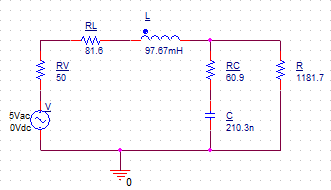 L
RL
81.6
97.67mH
RV
50
RC
60.9
R
1181.7
V
5Vac
0Vdc
C
210.3n
0